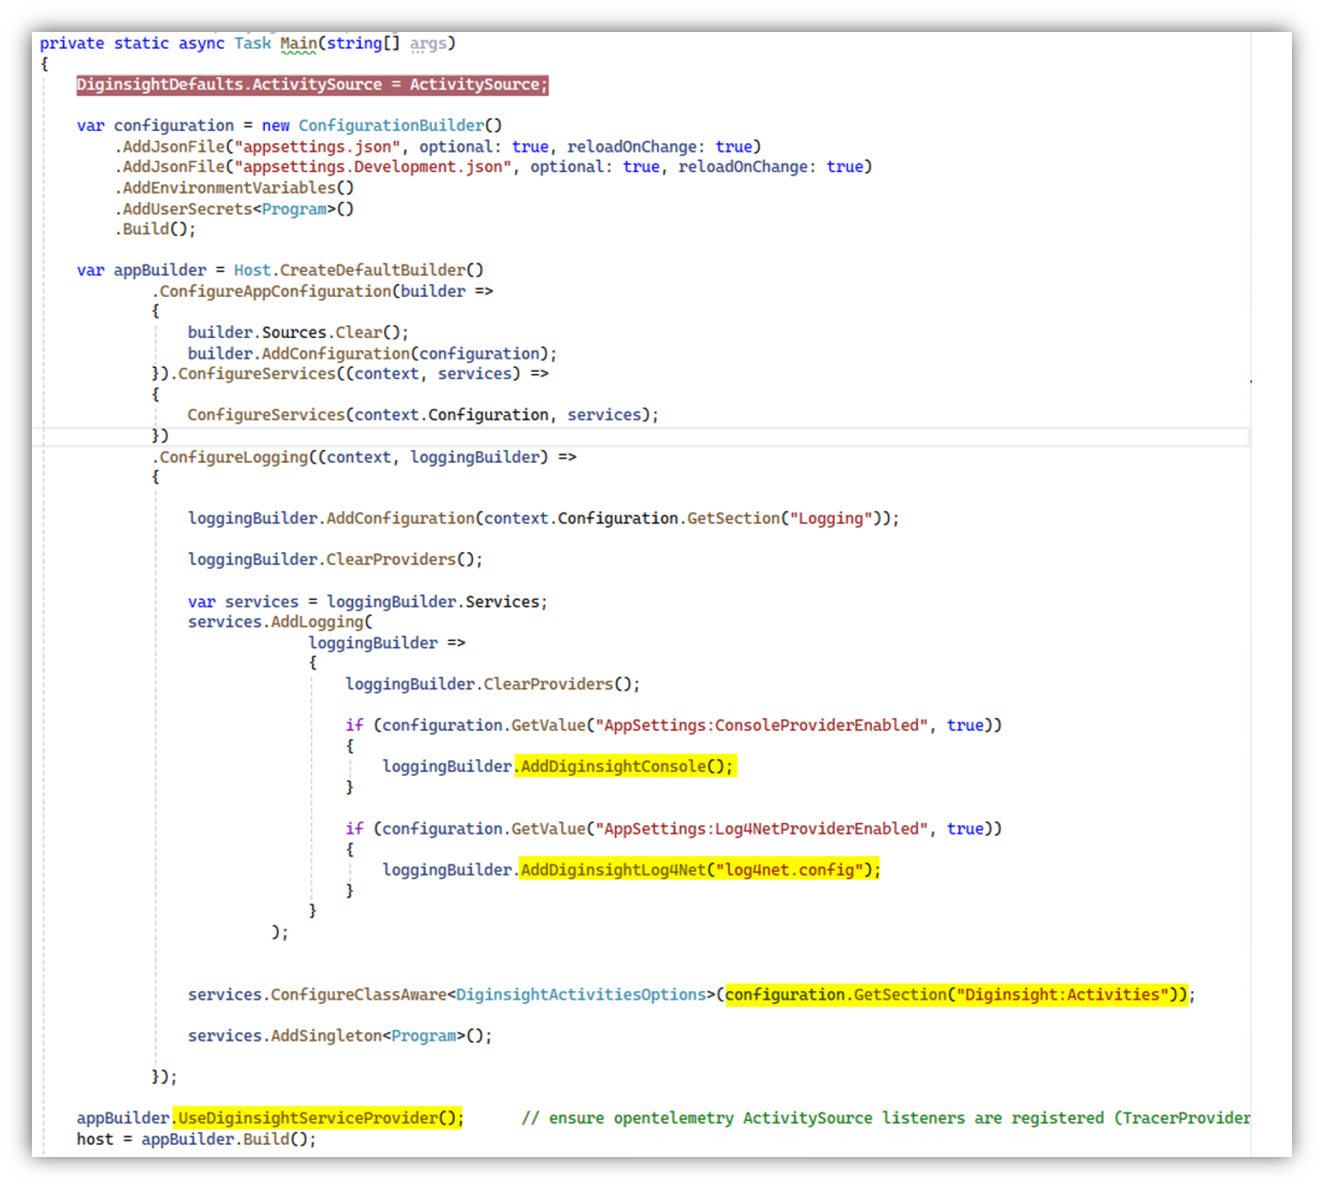 private static async Task Main(string[] args)
{
DiginsightDefaults.ActivitySource = ActivitySource;
var configuration = new ConfigurationBuilder()
.AddJsonFile("appsettings.json", optional: true, reloadOnChange: true)
.AddJsonFile("appsettings.Development.json", optional: true, reloadOnChange: true)
.AddEnvironmentVariables()
.AddUserSecrets<Program>()
.Build();
var appBuilder = Host.CreateDefaultBuilder()
.ConfigureAppConfiguration(builder =>
{
builder.Sources.Clear();
builder.AddConfiguration(configuration);
}).ConfigureServices((context, services) =>
{
ConfigureServices(context.Configuration, services);
})
.ConfigureLogging((context, loggingBuilder) =>
{
loggingBuilder.AddConfiguration(context.Configuration.GetSection("Logging"));
loggingBuilder.ClearProviders();
var services = loggingBuilder.Services;
services.AddLogging(
loggingBuilder =>
{
loggingBuilder.ClearProviders();
if (configuration.GetValue("AppSettings:ConsoleProviderEnabled", true))
{
loggingBuilder.AddDiginsightConsole();
}
if (configuration.GetValue("AppSettings:Log4NetProviderEnabled", true))
{
loggingBuilder.AddDiginsightLog4Net("log4net.config");
}
}
);
services.ConfigureClassAware<DiginsightActivitiesOptions>(configuration.GetSection("Diginsight:Activities"));
services.AddSingleton<Program>();
});
appBuilder.UseDiginsightServiceProvider(); // ensure opentelemetry ActivitySource listeners are registered (TracerProvider
host = appBuilder.Build();